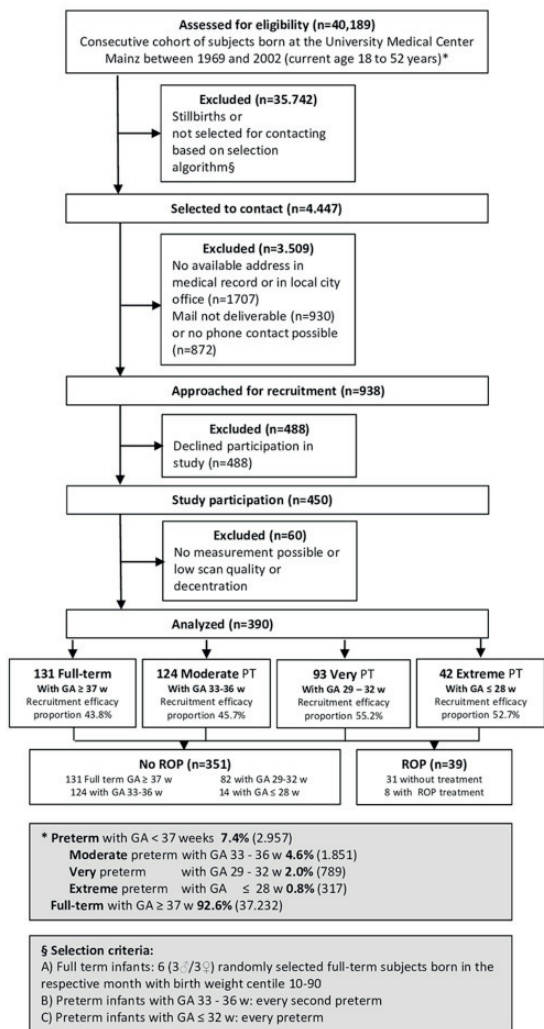 Assessed for eligibility (n=40,189)
Consecutive cohort of subjects born at the University Medical Center
Mainz between 1969 and 2002 (current age 18 to 52 years)*
Excluded (n=35.742)
Stillbirths or
not selected for contacting
based on selection
algorithm§
Selected to contact (n=4.447)
Excluded (n=3.509)
No available address in
medical record or in local city
office (n=1707)
Mail not deliverable (n=930)
or no phone contact possible
(n=872)
Approached for recruitment (n=938)
Excluded (n=488)
Declined participation in
study (n=488)
Study participation (n=450)
Excluded (n=60)
No measurement possible or
low scan quality or
decentration
Analyzed (n=390)
131 Full-term
With GA ≥ 37 w
Recruitment efficacy
proportion 43.8%
124 Moderate PT
With GA 33-36 w
Recruitment efficacy
proportion 45.7%
93 Very PT
With GA 29 – 32 w
Recruitment efficacy
proportion 55.2%
42 Extreme PT
With GA ≤ 28 w
Recruitment efficacy
proportion 52.7%
No ROP (n=351)
131 Full term GA ≥ 37 w 82 with GA 29-32 w
124 with GA 33-36 w 14 with GA ≤ 28 w
ROP (n=39)
31 without treatment
8 with ROP treatment
* Preterm with GA < 37 weeks 7.4% (2.957)
Moderate preterm with GA 33 - 36 w 4.6% (1.851)
Very preterm with GA 29 - 32 w 2.0% (789)
Extreme preterm with GA ≤ 28 w 0.8% (317)
Full-term with GA ≥ 37 w 92.6% (37.232)
§ Selection criteria:
A) Full term infants: 6 (3♂/3♀) randomly selected full-term subjects born in the
respective month with birth weight centile 10-90
B) Preterm infants with GA 33 - 36 w: every second preterm
C) Preterm infants with GA ≤ 32 w: every preterm